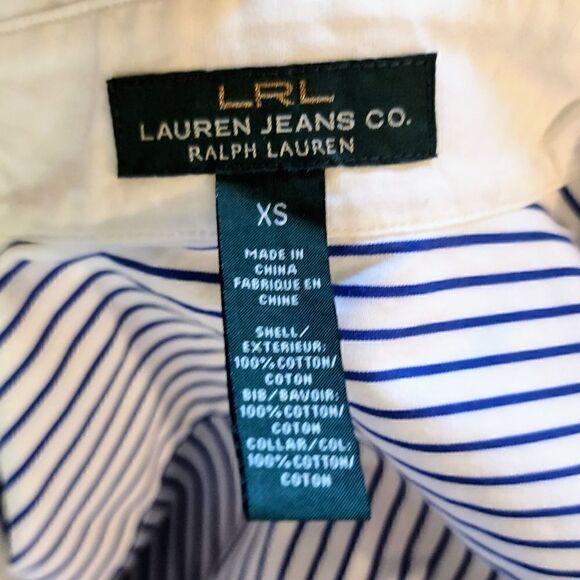 LRL
LAUREN JEANS CO.
RALPH LAUREN
XS
MADE IN
CHINA
FABRIQUE EN
CHINE
SHELL/
EXTERIEUR:
100% COTTON/
COTON
BIB/BAVOIR:
100% COTTON/
COTON
COLLAR/COL:
100% COTTON/
COTON